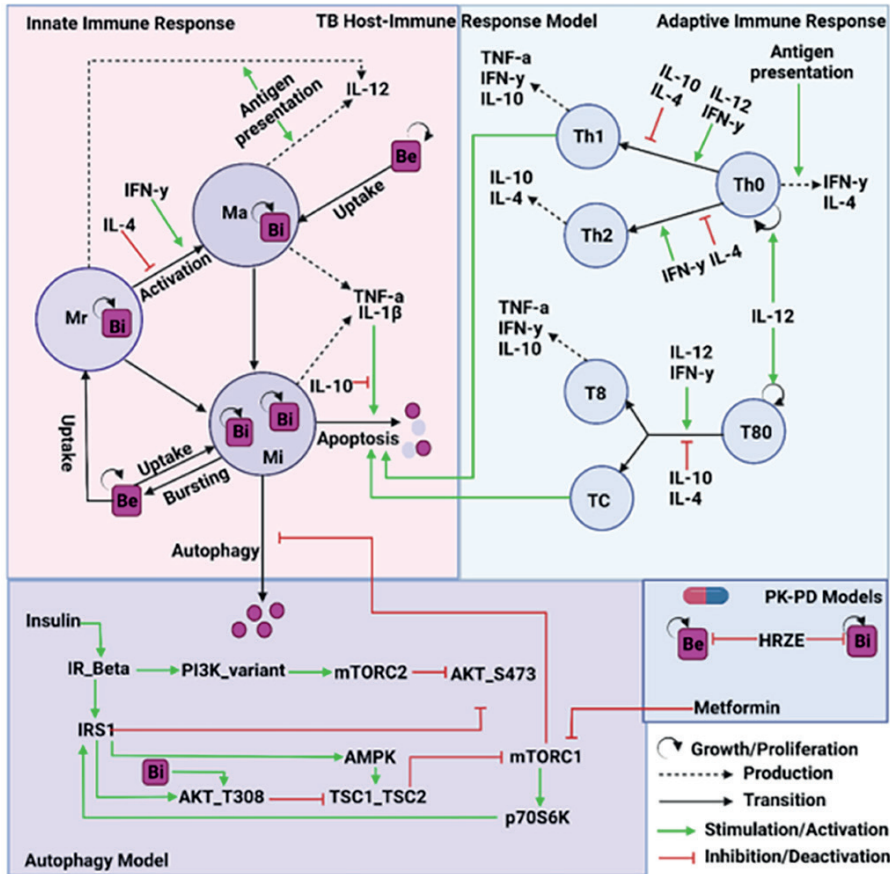 Innate Immune Response
TB Host-Immune Response Model
Adaptive Immune Response
IL-12
Antigen
presentation
Be
Uptake
IFN-y
IL-4
Activation
Ma
Bi
Mr
Bi
TNF-a
IL-1β
IL-10
Bi
Bi
Mi
Apoptosis
Uptake
Uptake
Bursting
Be
Autophagy
TNF-a
IFN-y
IL-10
Th1
IL-10
IL-4
IL-12
IFN-y
Antigen
presentation
Th0
IFN-y
IL-4
IL-10
IL-4
Th2
IFN-y
IL-4
IL-12
TNF-a
IFN-y
IL-10
T8
IL-12
IFN-y
T80
IL-10
IL-4
TC
Insulin
IR_Beta
PI3K_variant
mTORC2
AKT_S473
IRS1
AMPK
mTORC1
Bi
AKT_T308
TSC1_TSC2
p70S6K
Autophagy Model
PK-PD Models
Be
HRZE
Bi
Metformin
Growth/Proliferation
Production
Transition
Stimulation/Activation
Inhibition/Deactivation